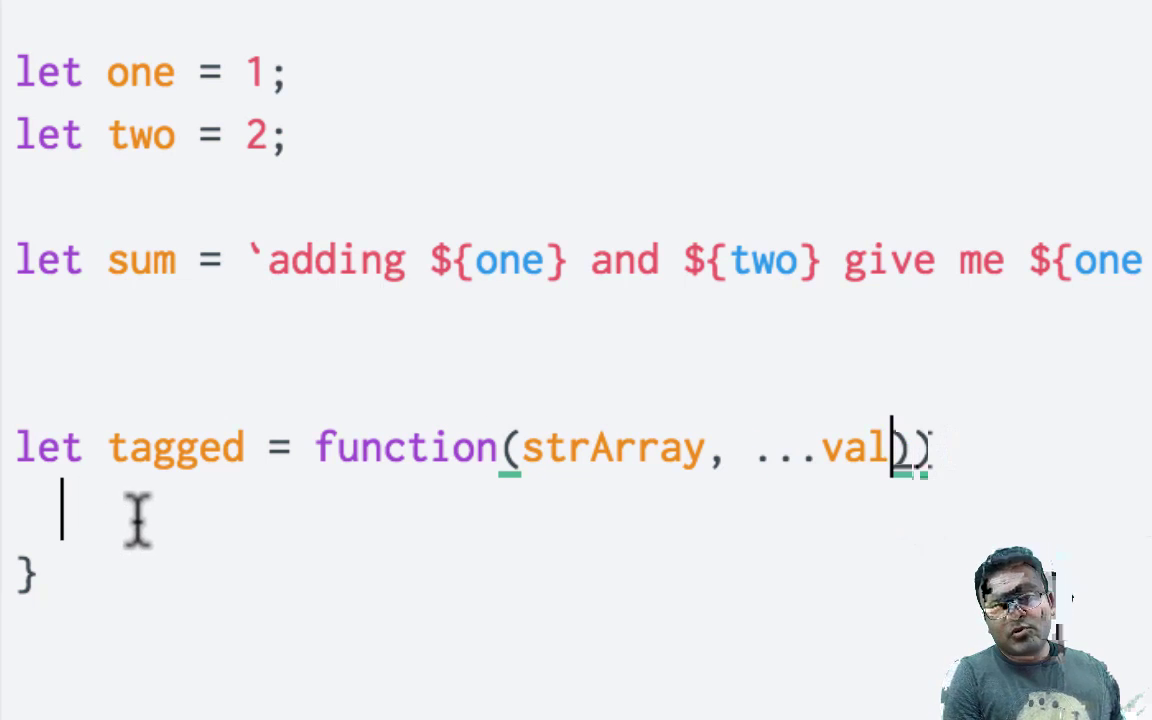 let one = 1;
let two = 2;
let sum = `adding ${one} and ${two} give me ${one
let tagged = function(strArray, ...val))
}